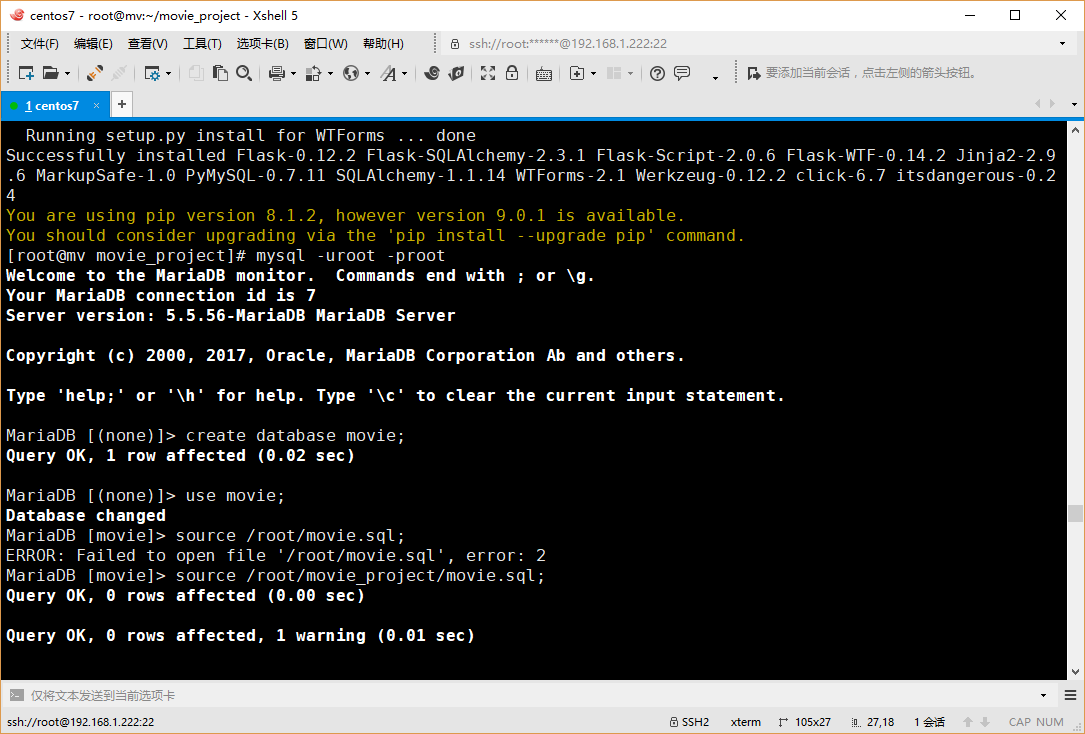 centos7 - root@mv:~/movie_project - Xshell 5
文件(F) 编辑(E) 查看(V) 工具(T) 选项卡(B) 窗口(W) 帮助(H) ssh://root:******@192.168.1.222:22
要添加当前会话，点击左侧的箭头按钮。
1 centos7 × +
Running setup.py install for WTForms ... done
Successfully installed Flask-0.12.2 Flask-SQLAlchemy-2.3.1 Flask-Script-2.0.6 Flask-WTF-0.14.2 Jinja2-2.9
.6 MarkupSafe-1.0 PyMySQL-0.7.11 SQLAlchemy-1.1.14 WTForms-2.1 Werkzeug-0.12.2 click-6.7 itsdangerous-0.2
4
You are using pip version 8.1.2, however version 9.0.1 is available.
You should consider upgrading via the 'pip install --upgrade pip' command.
[root@mv movie_project]# mysql -uroot -proot
Welcome to the MariaDB monitor.  Commands end with ; or \g.
Your MariaDB connection id is 7
Server version: 5.5.56-MariaDB MariaDB Server
Copyright (c) 2000, 2017, Oracle, MariaDB Corporation Ab and others.
Type 'help;' or '\h' for help. Type '\c' to clear the current input statement.
MariaDB [(none)]> create database movie;
Query OK, 1 row affected (0.02 sec)
MariaDB [(none)]> use movie;
Database changed
MariaDB [movie]> source /root/movie.sql;
ERROR: Failed to open file '/root/movie.sql', error: 2
MariaDB [movie]> source /root/movie_project/movie.sql;
Query OK, 0 rows affected (0.00 sec)
Query OK, 0 rows affected, 1 warning (0.01 sec)
仅将文本发送到当前选项卡
ssh://root@192.168.1.222:22 SSH2 xterm 105x27 27,18 1 会话 CAP NUM